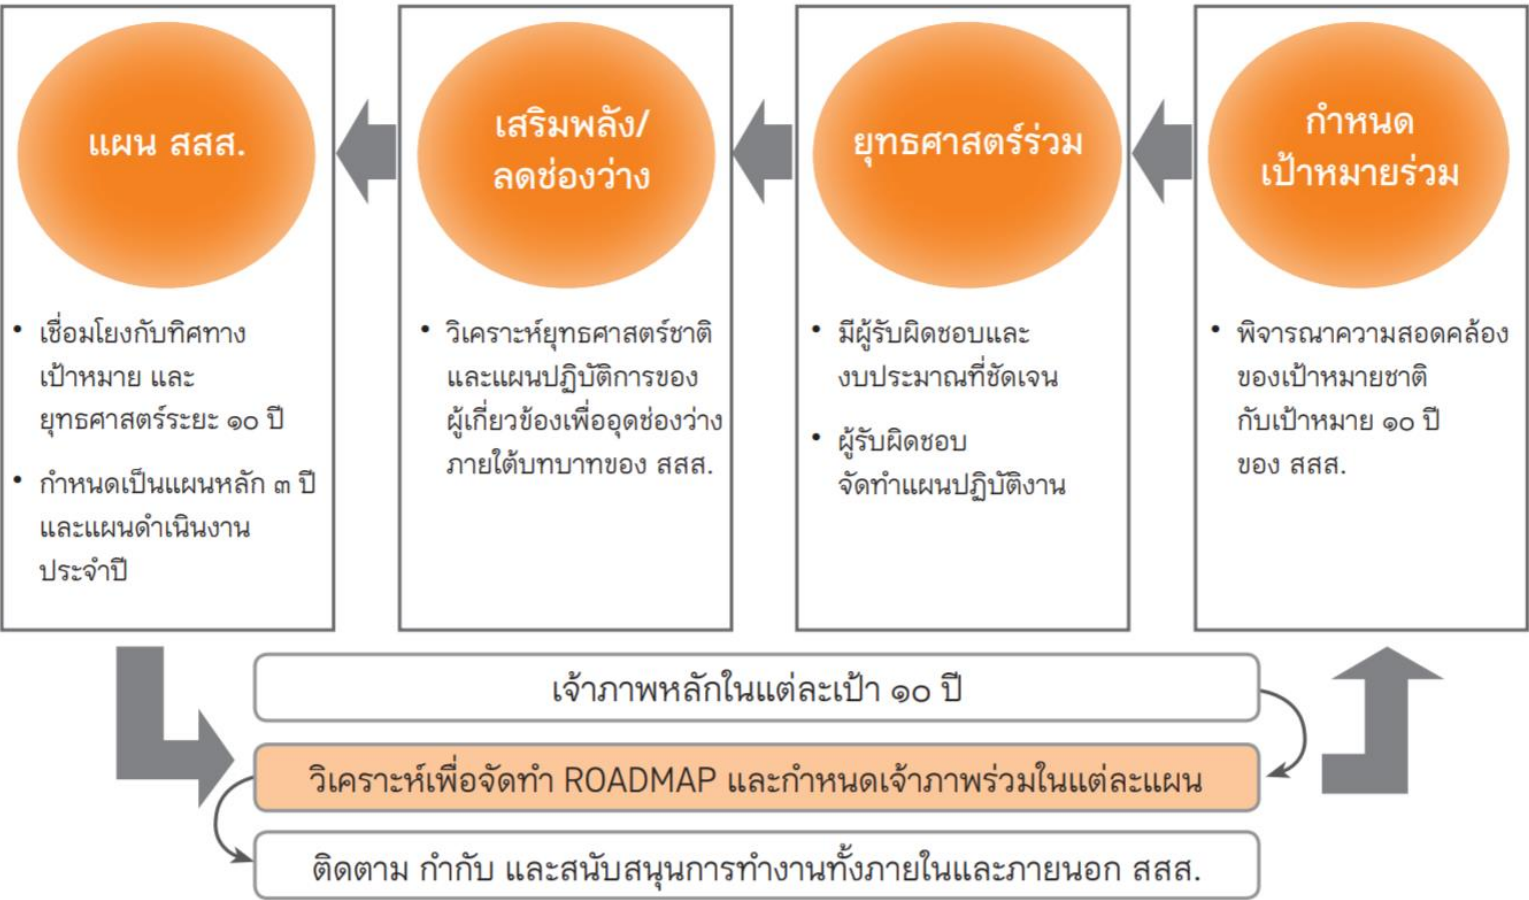 แผน สสส.
• เชื่อมโยงกับทิศทาง
เป้าหมาย และ
ยุทธศาสตร์ระยะ ๑๐ ปี
• กำหนดเป็นแผนหลัก ๓ ปี
และแผนดำเนินงาน
ประจำปี
เสริมพลัง/
ลดช่องว่าง
• วิเคราะห์ยุทธศาสตร์ชาติ
และแผนปฏิบัติการของ
ผู้เกี่ยวข้องเพื่ออุดช่องว่าง
ภายใต้บทบาทของ สสส.
ยุทธศาสตร์ร่วม
• มีผู้รับผิดชอบและ
งบประมาณที่ชัดเจน
• ผู้รับผิดชอบ
จัดทำแผนปฏิบัติงาน
กำหนด
เป้าหมายร่วม
• พิจารณาความสอดคล้อง
ของเป้าหมายชาติ
กับเป้าหมาย ๑๐ ปี
ของ สสส.
เจ้าภาพหลักในแต่ละเป้า ๑๐ ปี
วิเคราะห์เพื่อจัดทำ ROADMAP และกำหนดเจ้าภาพร่วมในแต่ละแผน
ติดตาม กำกับ และสนับสนุนการทำงานทั้งภายในและภายนอก สสส.